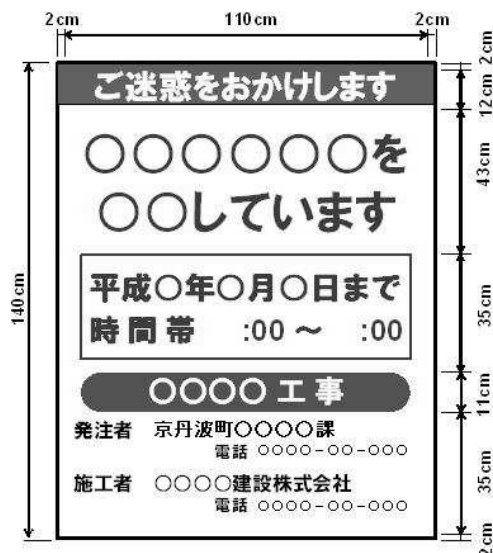 2cm 110cm 2cm
2cm
12cm
43cm
35cm
11cm
35cm
2cm
140cm
ご迷惑をおかけします
○○○○○○を
○○しています
平成○年○月○日まで
時間帯 :00 ～ :00
○○○○工事
発注者 京丹波町○○○○課
電話 ○○○○-○○-○○○
施工者 ○○○○建設株式会社
電話 ○○○○-○○-○○○